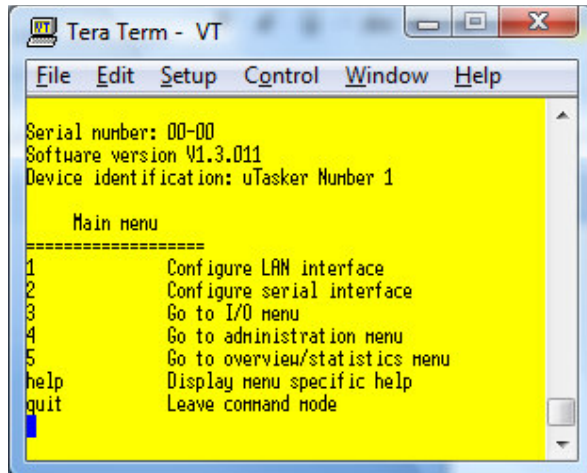 Tera Term - VT
File Edit Setup Control Window Help
Serial number: 00-00
Software version V1.3.011
Device identification: uTasker Number 1
Main menu
===================
1 Configure LAN interface
2 Configure serial interface
3 Go to I/O menu
4 Go to administration menu
5 Go to overview/statistics menu
help Display menu specific help
quit Leave command mode